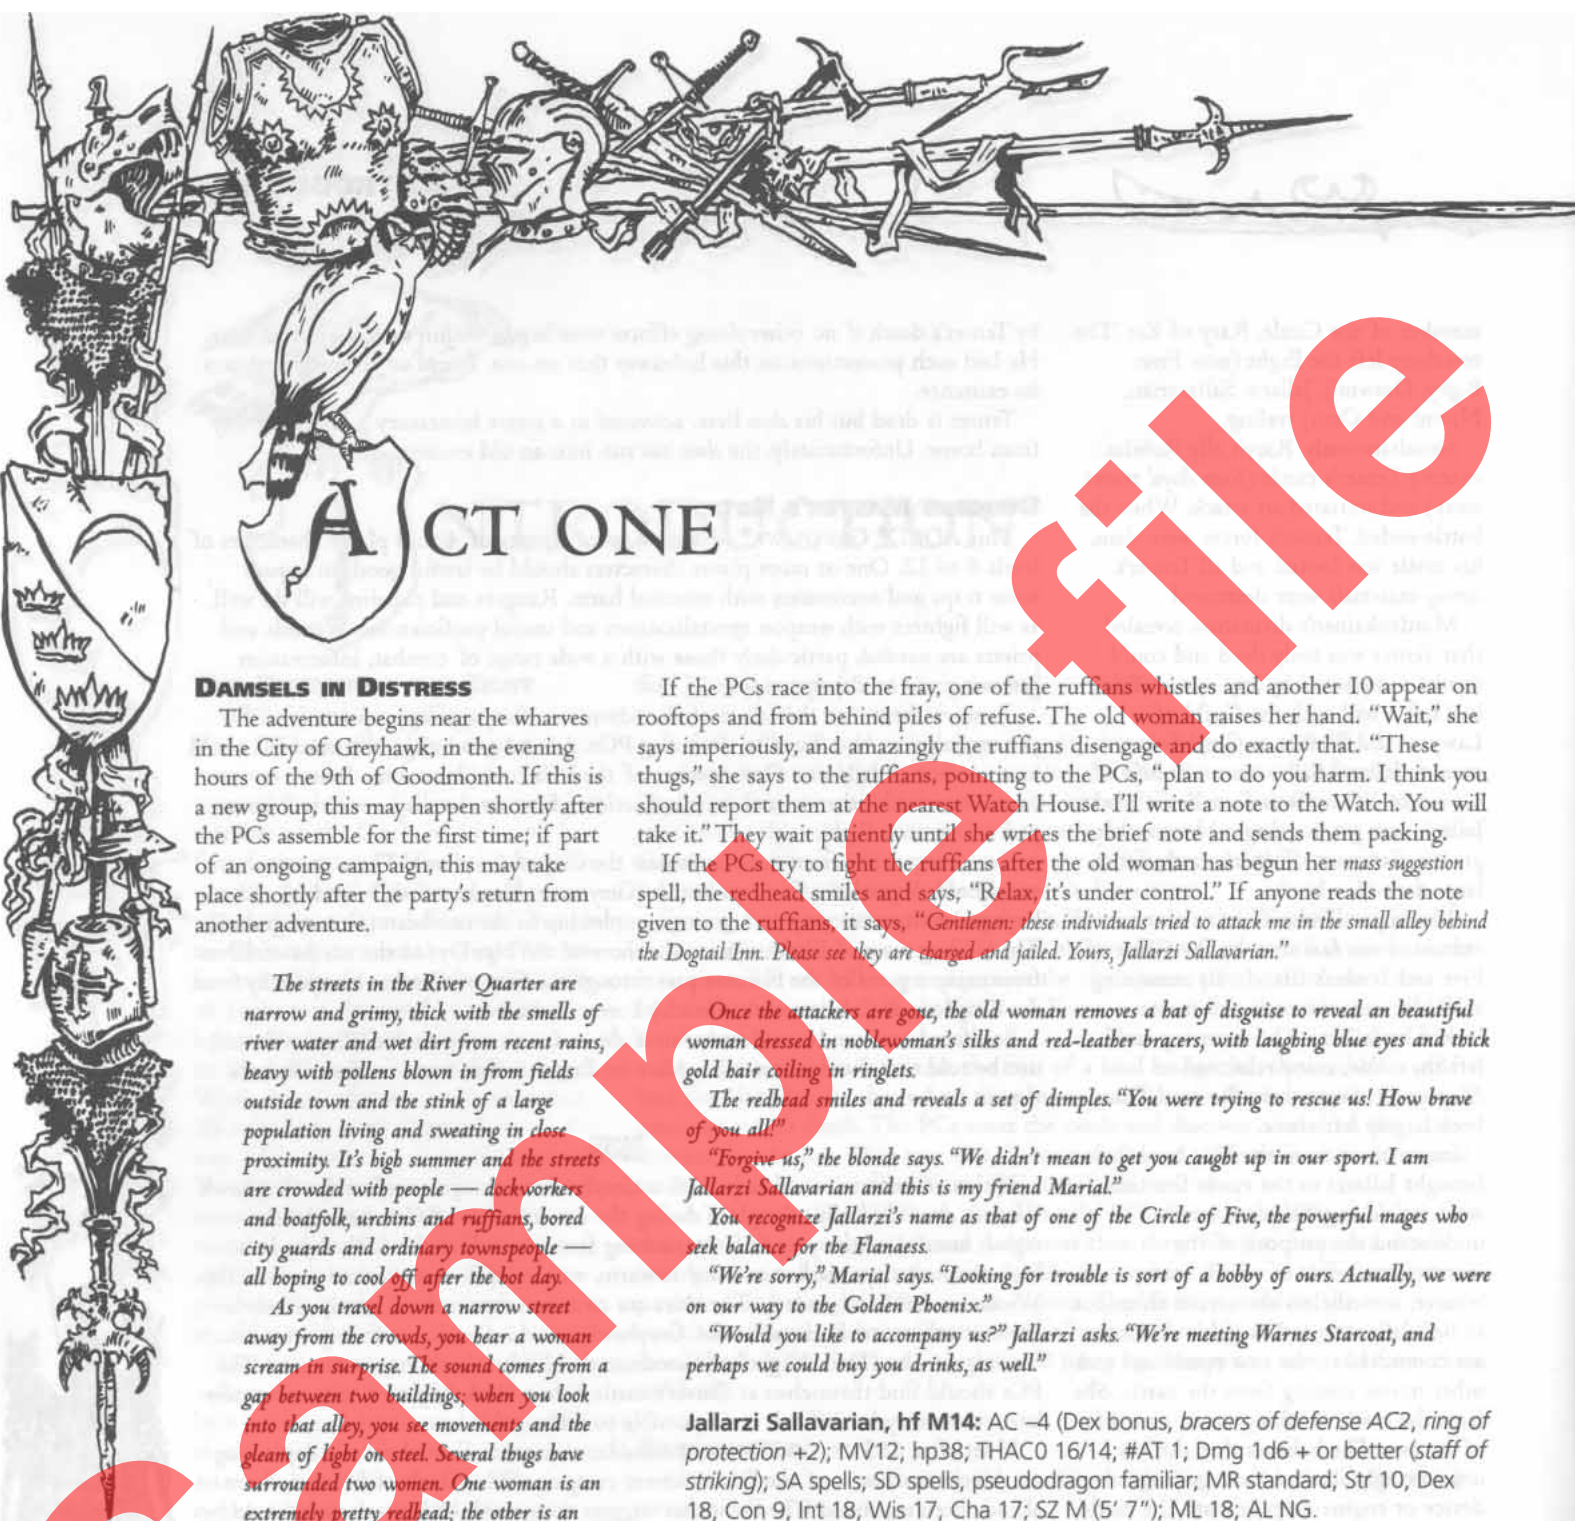 ACT ONE
DAMSELS IN DISTRESS
The adventure begins near the wharves
in the City of Greyhawk, in the evening
hours of the 9th of Goodmonth. If this is
a new group, this may happen shortly after
the PCs assemble for the first time; if part
of an ongoing campaign, this may take
place shortly after the party's return from
another adventure.
The streets in the River Quarter are
narrow and grimy, thick with the smells of
river water and wet dirt from recent rains,
heavy with pollens blown in from fields
outside town and the stink of a large
population living and sweating in close
proximity. It's high summer and the streets
are crowded with people — dockworkers
and boatfolk, urchins and ruffians, bored
city guards and ordinary townspeople —
all hoping to cool off after the hot day.
As you travel down a narrow street
away from the crowds, you hear a woman
scream in surprise. The sound comes from a
gap between two buildings; when you look
into that alley, you see movements and the
gleam of light on steel. Several thugs have
surrounded two women. One woman is an
extremely pretty redhead; the other is an
If the PCs race into the fray, one of the ruffians whistles and another 10 appear on
rooftops and from behind piles of refuse. The old woman raises her hand. "Wait," she
says imperiously, and amazingly the ruffians disengage and do exactly that. "These
thugs," she says to the ruffians, pointing to the PCs, "plan to do you harm. I think you
should report them at the nearest Watch House. I'll write a note to the Watch. You will
take it." They wait patiently until she writes the brief note and sends them packing.
If the PCs try to fight the ruffians after the old woman has begun her mass suggestion
spell, the redhead smiles and says, "Relax, it's under control." If anyone reads the note
given to the ruffians, it says, "Gentlemen: these individuals tried to attack me in the small alley behind
the Dogtail Inn. Please see they are charged and jailed. Yours, Jallarzi Sallavarian."
Once the attackers are gone, the old woman removes a hat of disguise to reveal an beautiful
woman dressed in noblewoman's silks and red-leather bracers, with laughing blue eyes and thick
gold hair coiling in ringlets.
The redhead smiles and reveals a set of dimples. "You were trying to rescue us! How brave
of you all!"
"Forgive us," the blonde says. "We didn't mean to get you caught up in our sport. I am
Jallarzi Sallavarian and this is my friend Marial."
You recognize Jallarzi's name as that of one of the Circle of Five, the powerful mages who
seek balance for the Flanaess.
"We're sorry," Marial says. "Looking for trouble is sort of a hobby of ours. Actually, we were
on our way to the Golden Phoenix."
"Would you like to accompany us?" Jallarzi asks. "We're meeting Warnes Starcoat, and
perhaps we could buy you drinks, as well."
Jallarzi Sallavarian, hf M14: AC –4 (Dex bonus, bracers of defense AC2, ring of
protection +2); MV12; hp38; THAC0 16/14; #AT 1; Dmg 1d6 + or better (staff of
striking); SA spells; SD spells, pseudodragon familiar; MR standard; Str 10, Dex
18, Con 9, Int 18, Wis 17, Cha 17; SZ M (5' 7"); ML 18; AL NG.
Sample file